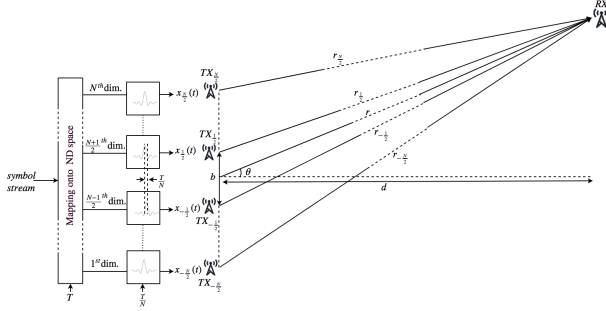 RX
r_{N/2}
TX_{N/2}
N^{th}dim.
x_{N/2}(t)
r_{1/2}
r
TX_{1/2}
r_{-1/2}
\frac{N+1}{2}^{th}dim.
x_{1/2}(t)
r_{-N/2}
symbol
stream
Mapping onto ND space
T/N
b
θ
d
\frac{N-1}{2}^{th}dim.
x_{-1/2}(t)
TX_{-1/2}
1^{st}dim.
x_{-N/2}(t)
TX_{-N/2}
T
T/N